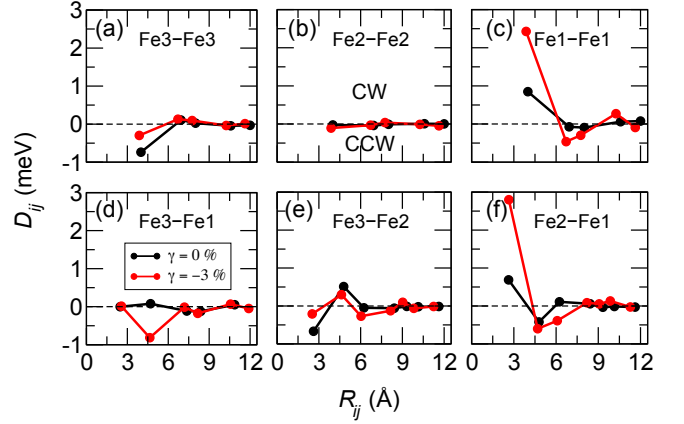 (a) Fe3−Fe3
(b) Fe2−Fe2
(c) Fe1−Fe1
3
2
1
0
-1
CW
CCW
D_ij (meV)
(d) Fe3−Fe1
(e) Fe3−Fe2
(f) Fe2−Fe1
γ = 0 %
γ = −3 %
3
2
1
0
-1
0 3 6 9 12
0 3 6 9 12
0 3 6 9 12
R_ij (Å)